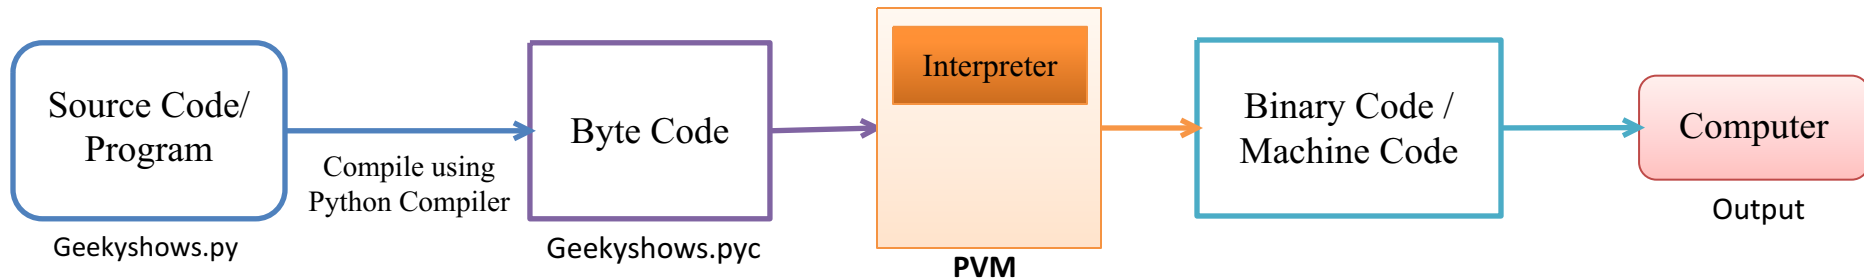 Source Code/
Program
Geekyshows.py
Compile using
Python Compiler
Byte Code
Geekyshows.pyc
Interpreter
PVM
Binary Code /
Machine Code
Computer
Output